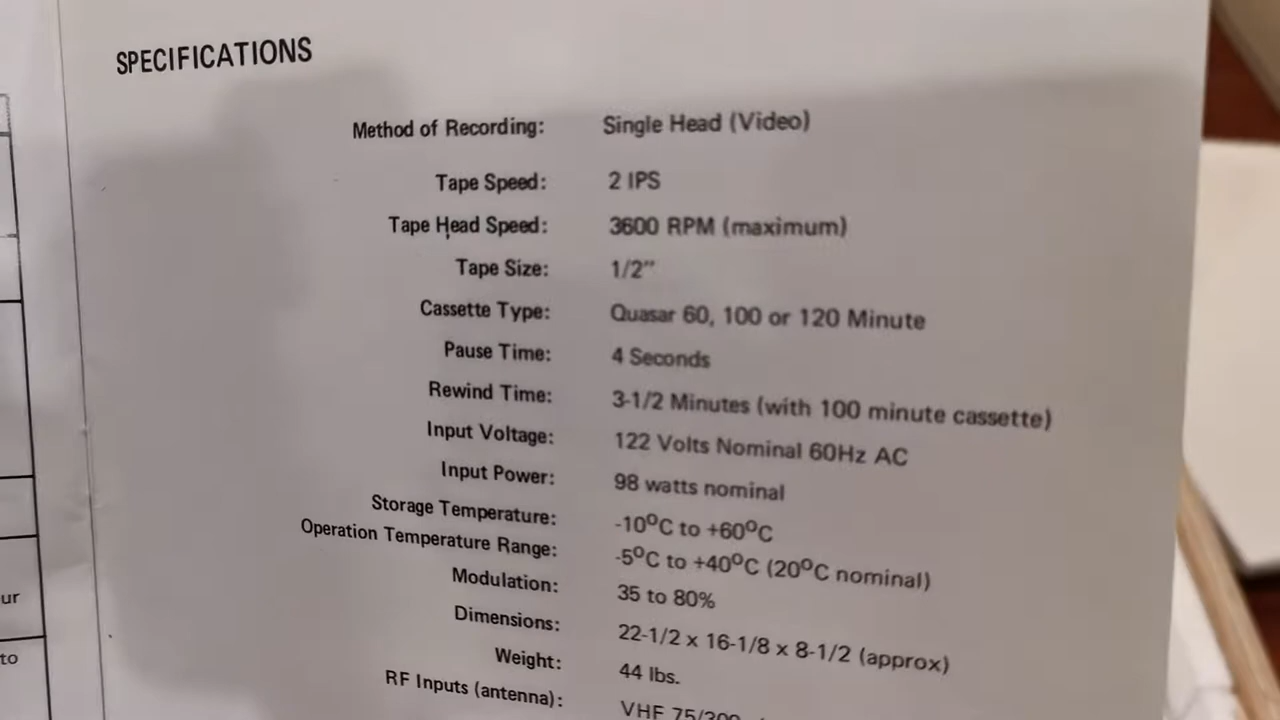 SPECIFICATIONS
Method of Recording: Single Head (Video)
Tape Speed: 2 IPS
Tape Head Speed: 3600 RPM (maximum)
Tape Size: 1/2"
Cassette Type: Quasar 60, 100 or 120 Minute
Pause Time: 4 Seconds
Rewind Time: 3-1/2 Minutes (with 100 minute cassette)
Input Voltage: 122 Volts Nominal 60Hz AC
Input Power: 98 watts nominal
Storage Temperature: -10°C to +60°C
Operation Temperature Range: -5°C to +40°C (20°C nominal)
Modulation: 35 to 80%
Dimensions: 22-1/2 x 16-1/8 x 8-1/2 (approx)
Weight: 44 lbs.
RF Inputs (antenna): VHF 75/300
ur
to